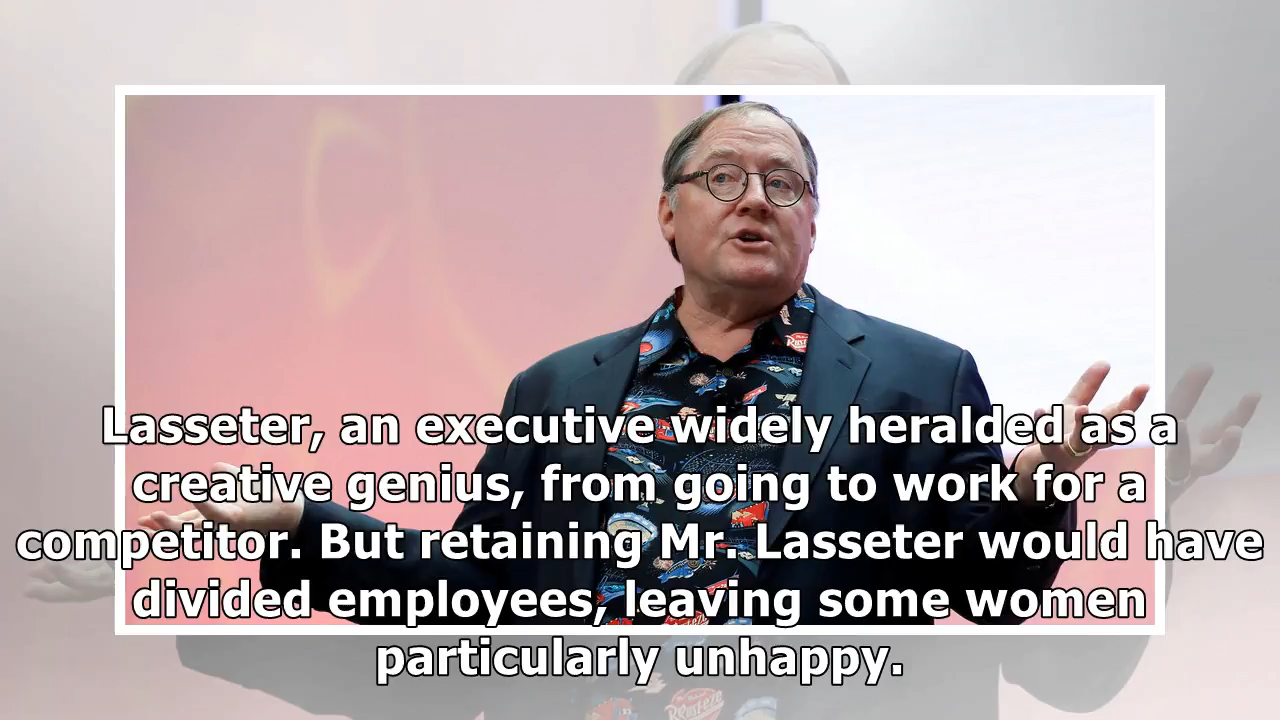 Lasseter, an executive widely heralded as a
creative genius, from going to work for a
competitor. But retaining Mr. Lasseter would have
divided employees, leaving some women
particularly unhappy.